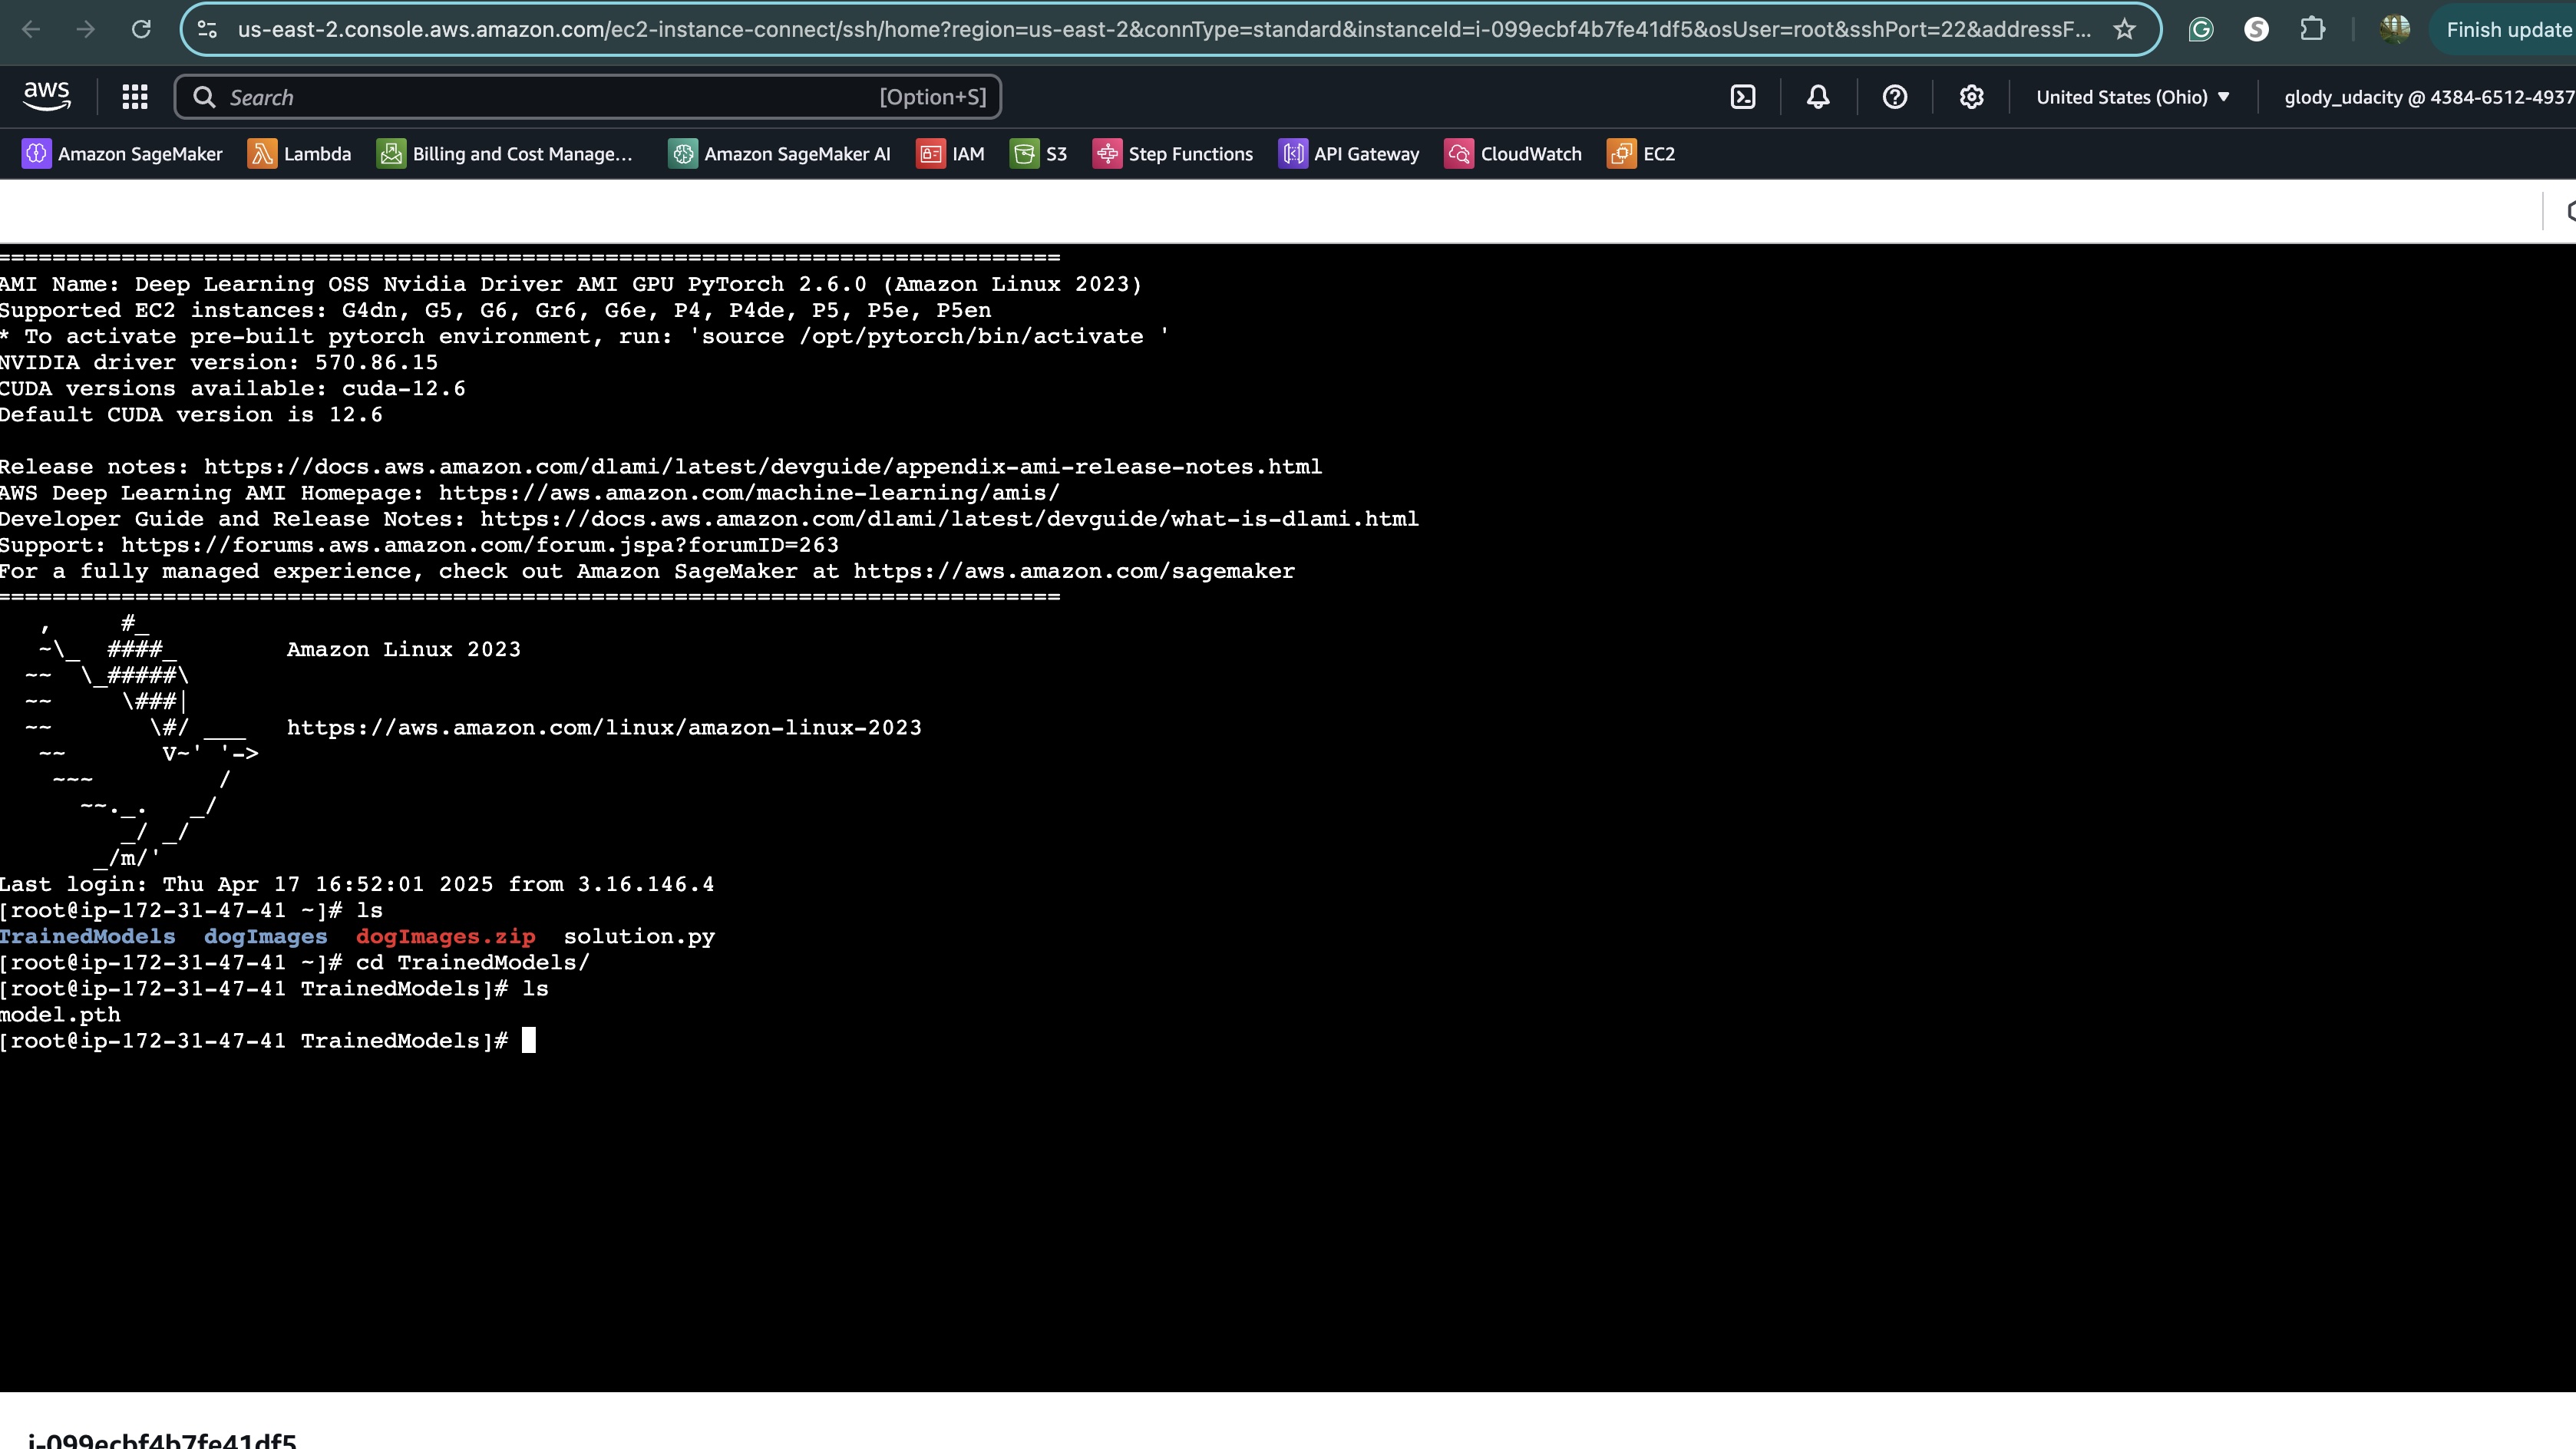 us-east-2.console.aws.amazon.com/ec2-instance-connect/ssh/home?region=us-east-2&connType=standard&instanceId=i-099ecbf4b7fe41df5&osUser=root&sshPort=22&addressF...
Finish update
aws
Search
[Option+S]
United States (Ohio)
glody_udacity @ 4384-6512-4937
Amazon SageMaker
Lambda
Billing and Cost Manage...
Amazon SageMaker AI
IAM
S3
Step Functions
API Gateway
CloudWatch
EC2
=============================================================================
AMI Name: Deep Learning OSS Nvidia Driver AMI GPU PyTorch 2.6.0 (Amazon Linux 2023)
Supported EC2 instances: G4dn, G5, G6, Gr6, G6e, P4, P4de, P5, P5e, P5en
* To activate pre-built pytorch environment, run: 'source /opt/pytorch/bin/activate '
NVIDIA driver version: 570.86.15
CUDA versions available: cuda-12.6
Default CUDA version is 12.6
Release notes: https://docs.aws.amazon.com/dlami/latest/devguide/appendix-ami-release-notes.html
AWS Deep Learning AMI Homepage: https://aws.amazon.com/machine-learning/amis/
Developer Guide and Release Notes: https://docs.aws.amazon.com/dlami/latest/devguide/what-is-dlami.html
Support: https://forums.aws.amazon.com/forum.jspa?forumID=263
For a fully managed experience, check out Amazon SageMaker at https://aws.amazon.com/sagemaker
=============================================================================
   ,     #_
   ~\_  ####_        Amazon Linux 2023
  ~~  \_#####\
  ~~     \###|
  ~~       \#/ ___   https://aws.amazon.com/linux/amazon-linux-2023
   ~~       V~' '->
    ~~~         /
      ~~._.   _/
         _/ _/
       _/m/'
Last login: Thu Apr 17 16:52:01 2025 from 3.16.146.4
[root@ip-172-31-47-41 ~]# ls
TrainedModels  dogImages  dogImages.zip  solution.py
[root@ip-172-31-47-41 ~]# cd TrainedModels/
[root@ip-172-31-47-41 TrainedModels]# ls
model.pth
[root@ip-172-31-47-41 TrainedModels]#
i-099ecbf4b7fe41df5